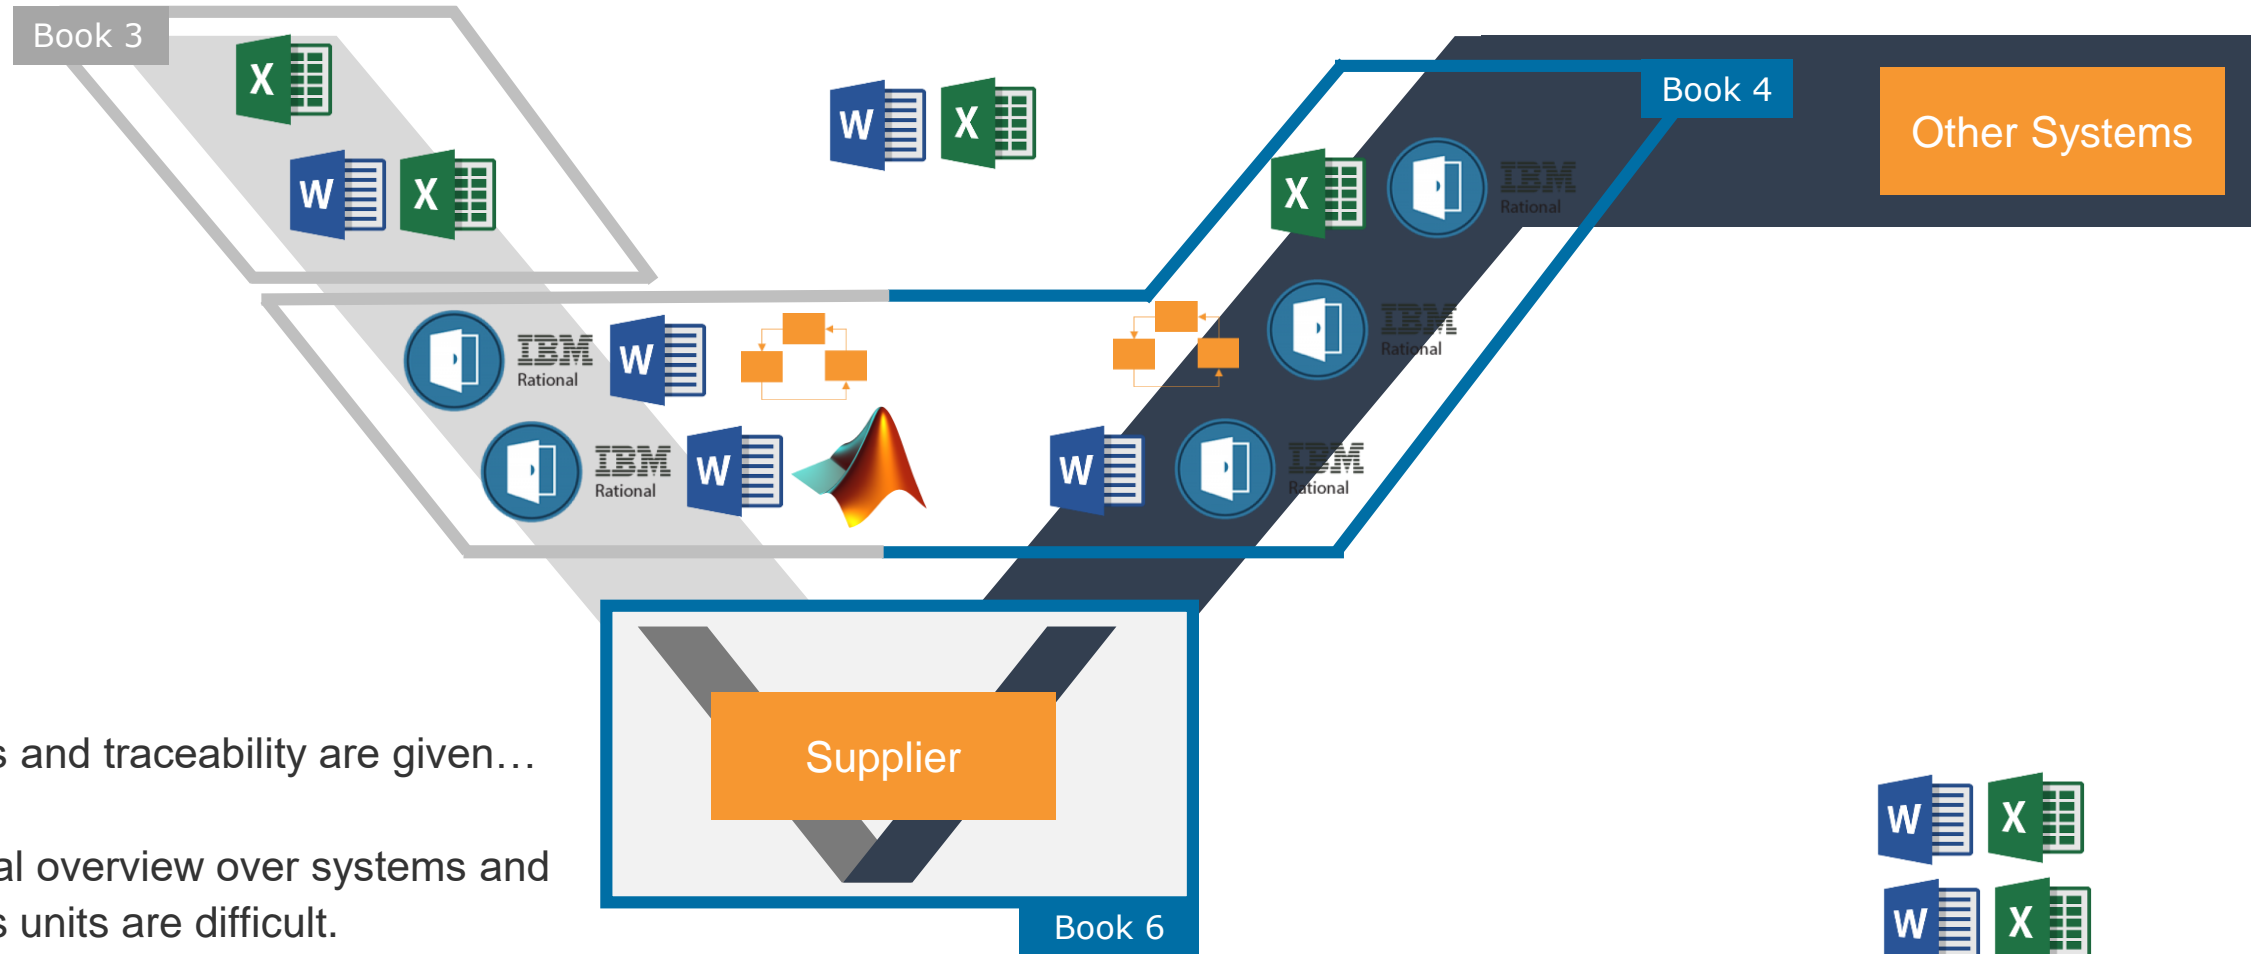 Book 3
Book 4
Other Systems
X
W
X
W
X
X
IBM
Rational
IBM
Rational
W
IBM
Rational
IBM
Rational
W
W
IBM
Rational
s and traceability are given…
Supplier
al overview over systems and
s units are difficult.
Book 6
W
X
W
X